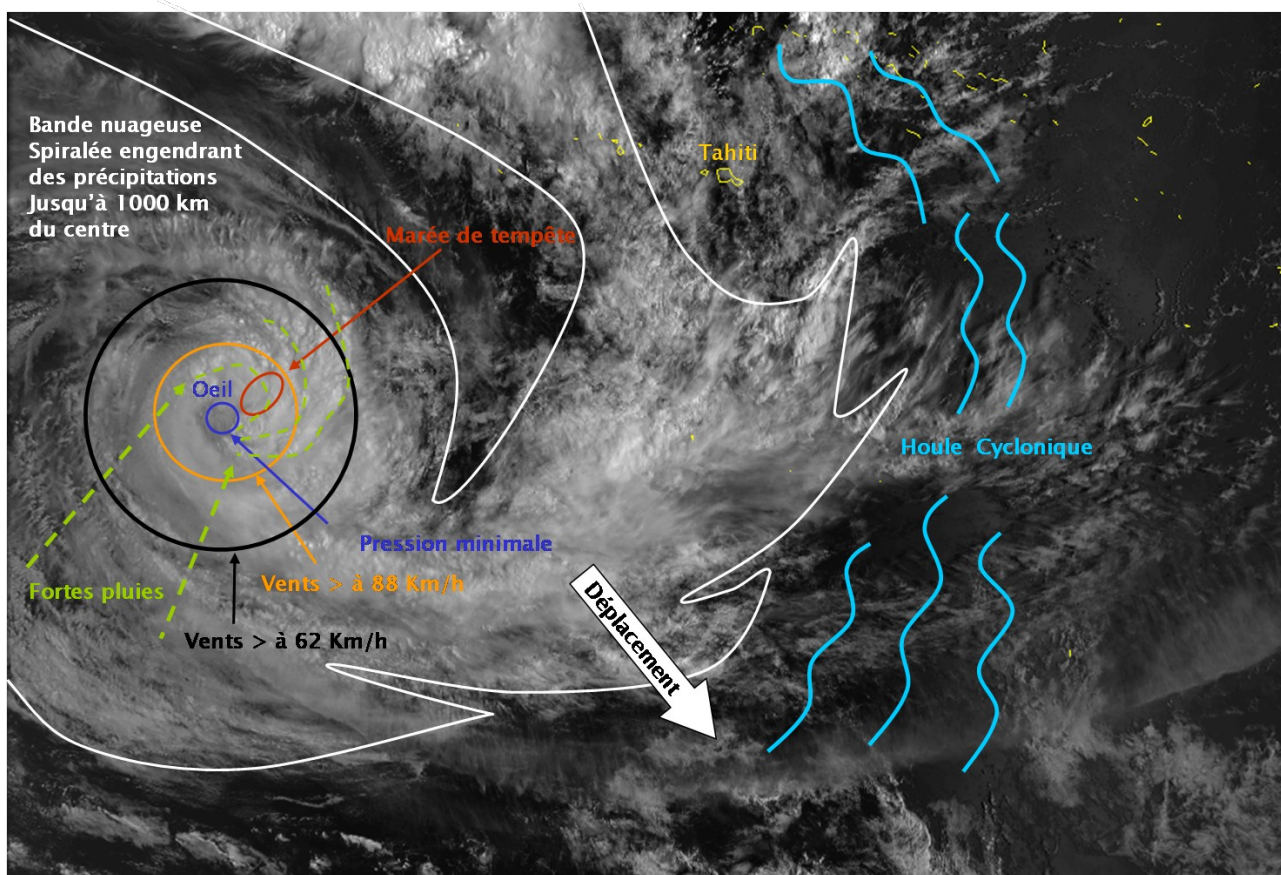 Bande nuageuse
Spiralée engendrant
des précipitations
Jusqu'à 1000 km
du centre
Tahiti
Marée de tempête
Oeil
Houle Cyclonique
Pression minimale
Vents > à 88 Km/h
Fortes pluies
Vents > à 62 Km/h
Déplacement